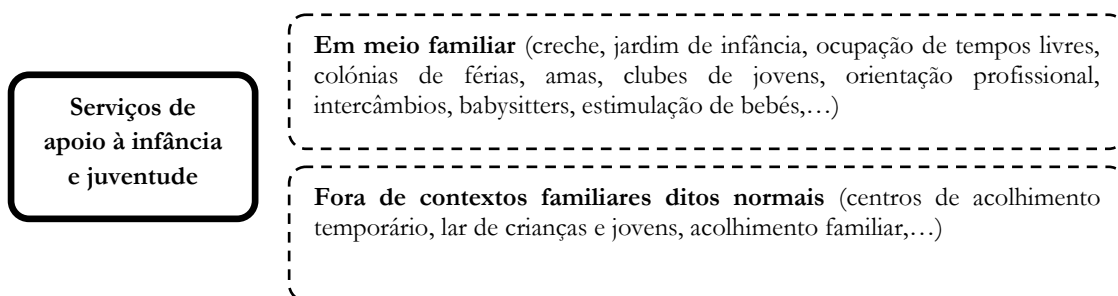 Serviços de
apoio à infância
e juventude
Em meio familiar (creche, jardim de infância, ocupação de tempos livres,
colónias de férias, amas, clubes de jovens, orientação profissional,
intercâmbios, babysitters, estimulação de bebés,…)
Fora de contextos familiares ditos normais (centros de acolhimento
temporário, lar de crianças e jovens, acolhimento familiar,…)